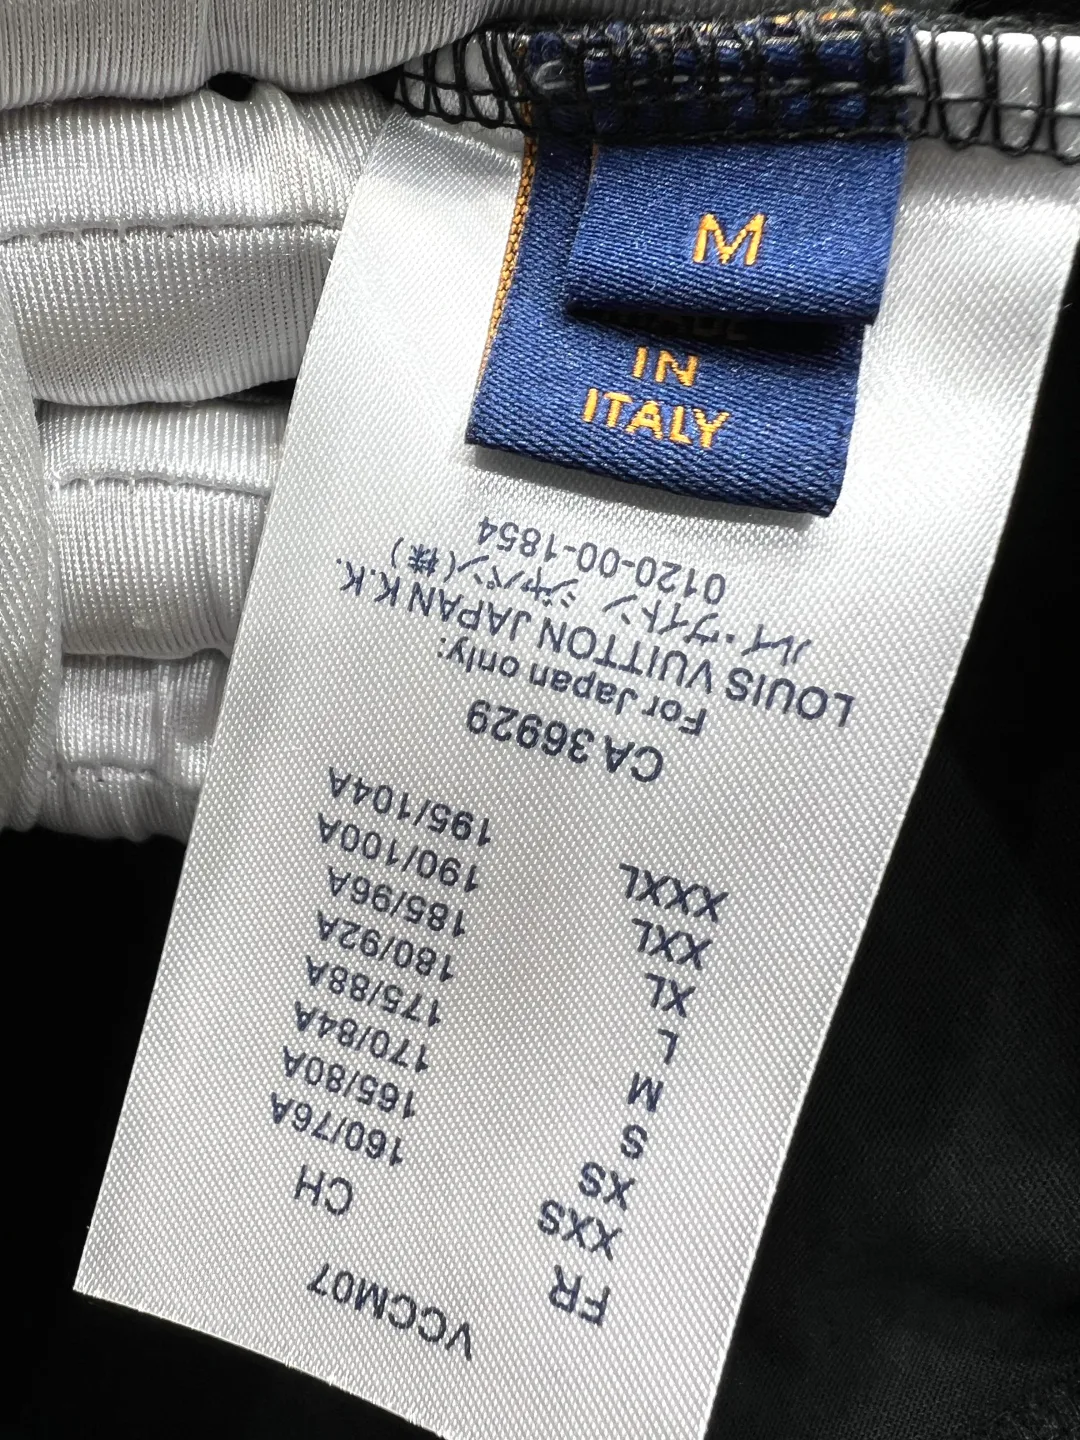 M
IN
ITALY
VCCM07
FR CH
XXS 160/76A
XS 165/80A
S 170/84A
M 175/88A
L 180/92A
XL 185/96A
XXL 190/100A
XXXL 195/104A
CA 36929
For Japan only:
LOUIS VUITTON JAPAN K.K.
ルイ・ヴィトン ジャパン(株)
0120-00-1854